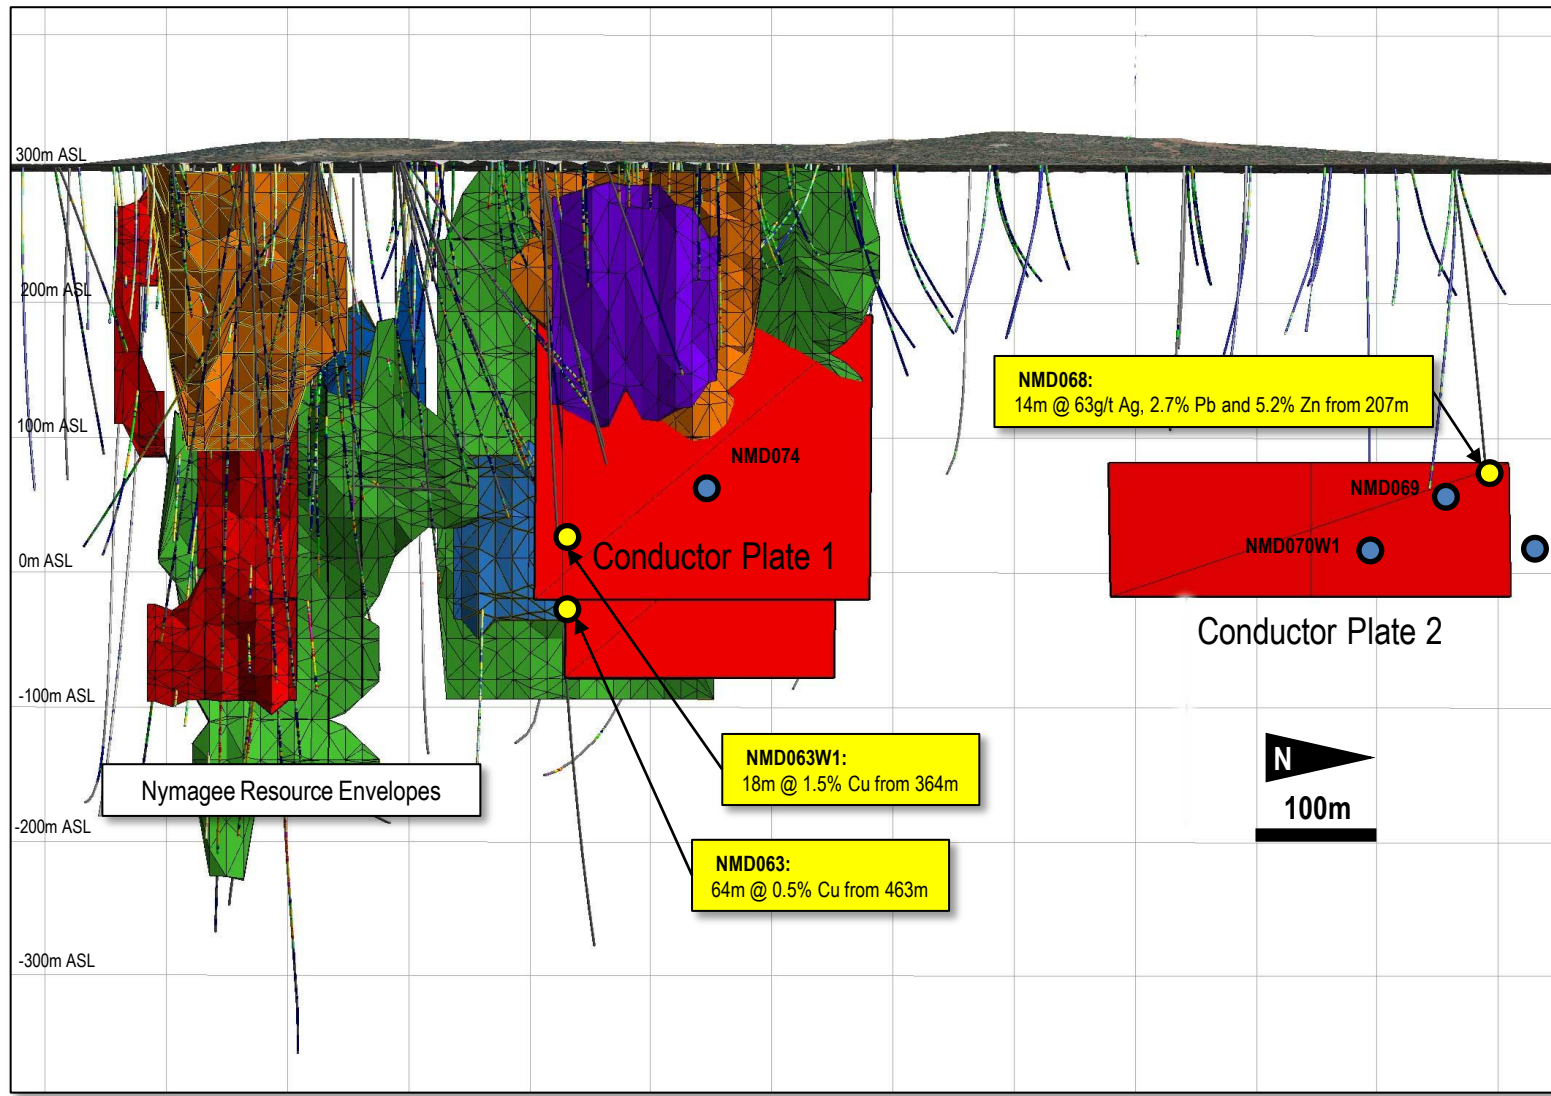 300m ASL
200m ASL
NMD068:
14m @ 63g/t Ag, 2.7% Pb and 5.2% Zn from 207m
100m ASL
NMD074
NMD069
0m ASL
Conductor Plate 1
NMD070W1
Conductor Plate 2
-100m ASL
NMD063W1:
18m @ 1.5% Cu from 364m
N
Nymagee Resource Envelopes
100m
-200m ASL
NMD063:
64m @ 0.5% Cu from 463m
-300m ASL